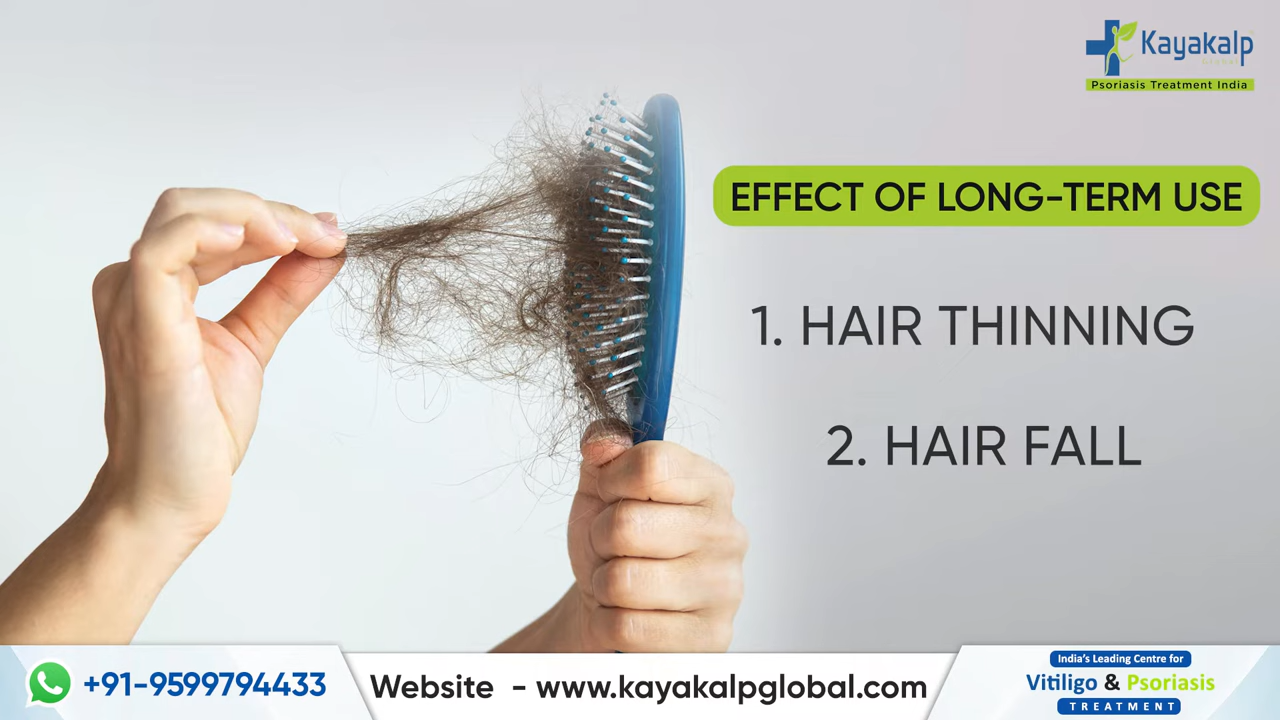 Kayakalp
Global
Psoriasis Treatment India
EFFECT OF LONG-TERM USE
1. HAIR THINNING
2. HAIR FALL
+91-9599794433
Website - www.kayakalpglobal.com
India's Leading Centre for
Vitiligo & Psoriasis
TREATMENT